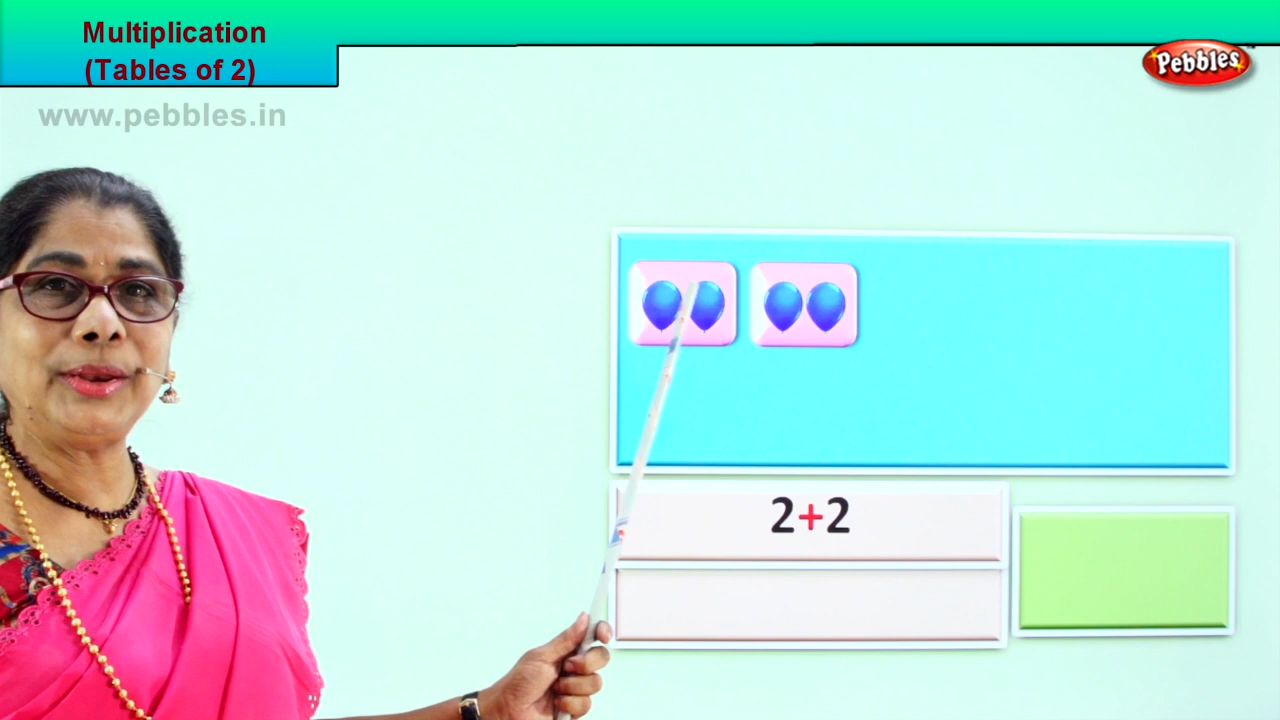 Multiplication
(Tables of 2)
Pebbles
www.pebbles.in
2+2